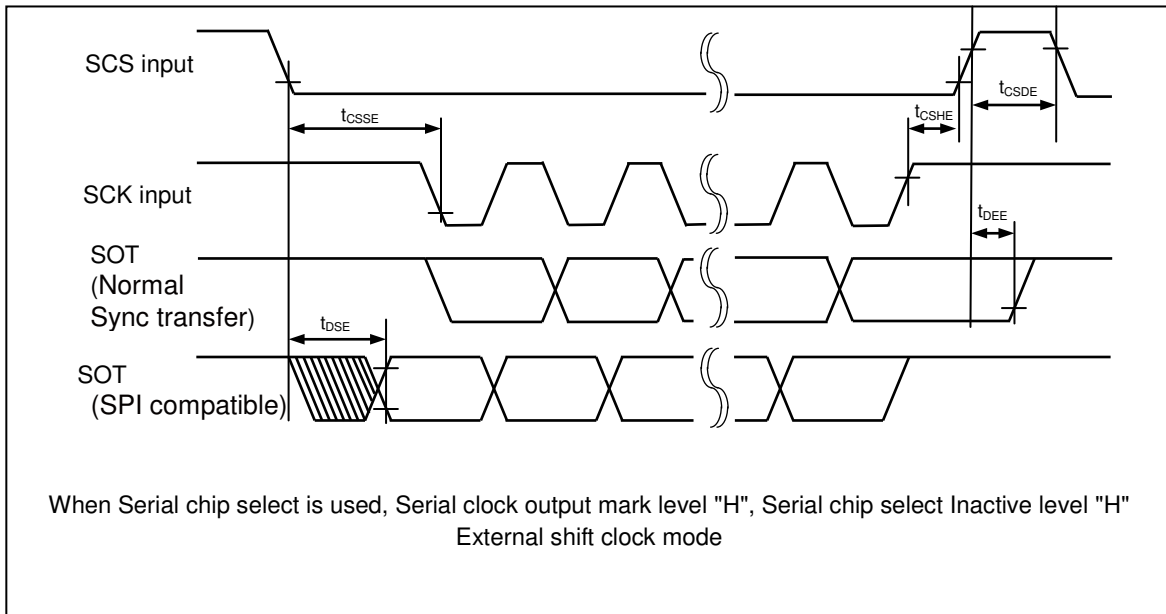 SCS input
tCSSE
tCSHE
tCSDE
SCK input
tDEE
SOT
(Normal
Sync transfer)
tDSE
SOT
(SPI compatible)
When Serial chip select is used, Serial clock output mark level "H", Serial chip select Inactive level "H"
External shift clock mode